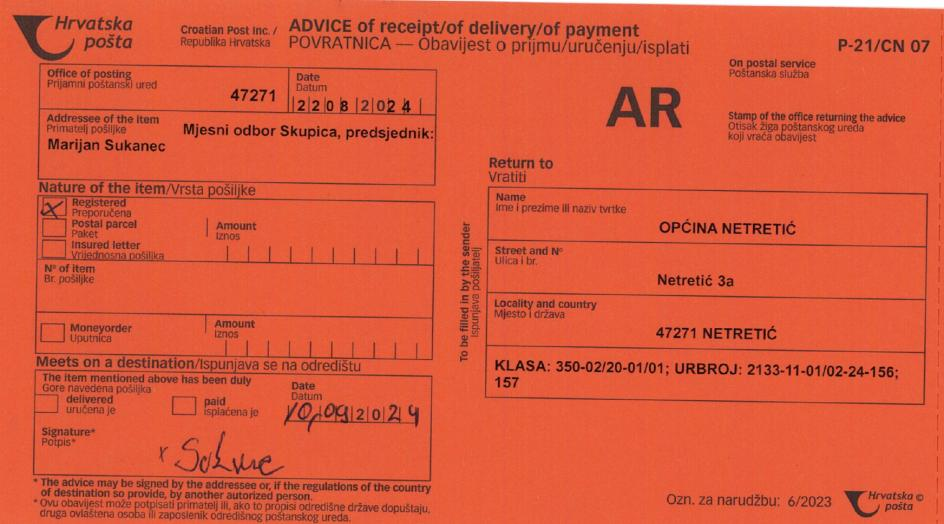 Hrvatska
pošta
Croatian Post Inc. /
Republika Hrvatska
ADVICE of receipt/of delivery/of payment
POVRATNICA — Obavijest o prijmu/uručenju/isplati
P-21/CN 07
Office of posting
Prijamni poštanski ured
47271
Date
Datum
2 2 0 8 2 0 2 4
Addressee of the item
Primatelj pošiljke
Mjesni odbor Skupica, predsjednik:
Marijan Sukanec
AR
On postal service
Poštanska služba
Stamp of the office returning the advice
Otisak žiga poštanskog ureda
koji vraća obavijest
Nature of the item/Vrsta pošiljke
X Registered
Preporučena
Postal parcel
Paket
Insured letter
Vrijednosna pošiljka
Amount
Iznos
Nº of item
Br. pošiljke
Moneyorder
Uputnica
Amount
Iznos
To be filled in by the sender
Ispunjava pošiljatelj
Return to
Vratiti
Name
Ime i prezime ili naziv tvrtke
OPĆINA NETRETIĆ
Street and Nº
Ulica i br.
Netretić 3a
Locality and country
Mjesto i država
47271 NETRETIĆ
KLASA: 350-02/20-01/01; URBROJ: 2133-11-01/02-24-156;
157
Meets on a destination/Ispunjava se na odredištu
The item mentioned above has been duly
Gore navedena pošiljka
delivered
uručena je
paid
isplaćena je
Date
Datum
10,09 2 0 2 4
Signature*
Potpis*
x
* The advice may be signed by the addressee or, if the regulations of the country
of destination so provide, by another autorized person.
* Ovu obavijest može potpisati primatelj ili, ako to propisi odredišne države dopuštaju,
druga ovlaštena osoba ili zaposlenik odredišnog poštanskog ureda.
Ozn. za narudžbu: 6/2023
Hrvatska ©
pošta